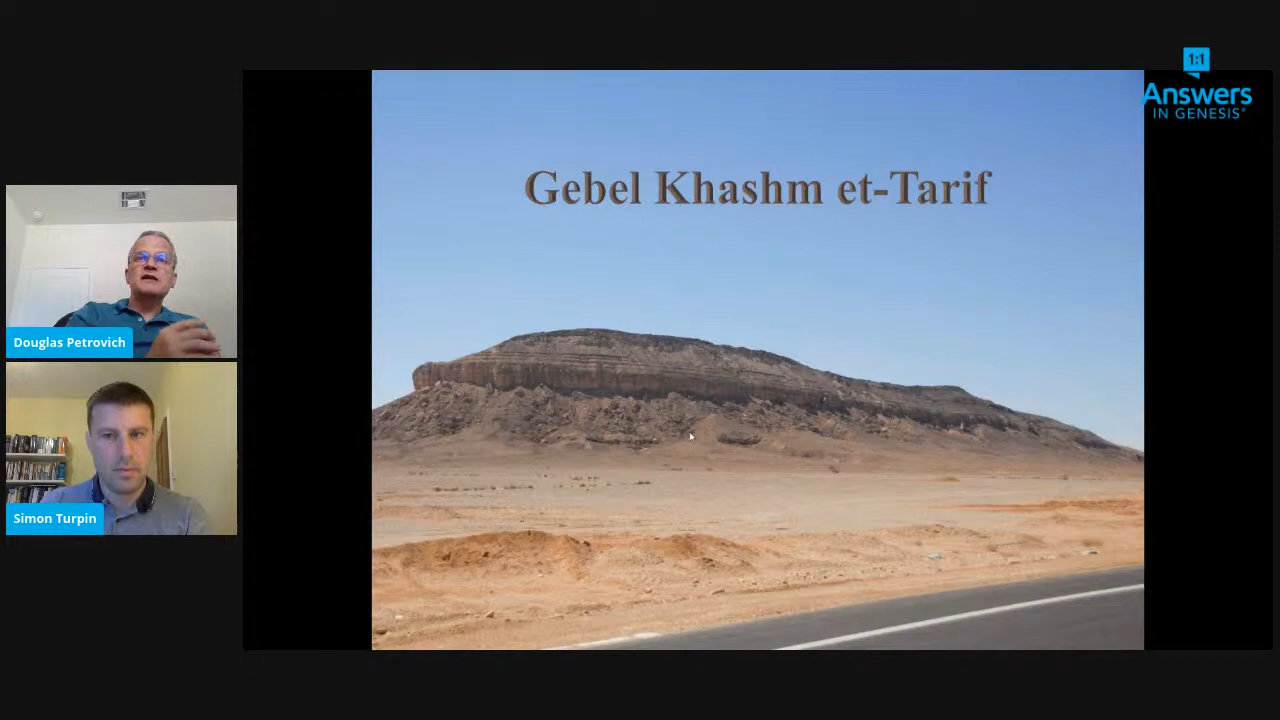 1:1
Answers
IN GENESIS®
Gebel Khashm et-Tarif
Douglas Petrovich
Simon Turpin